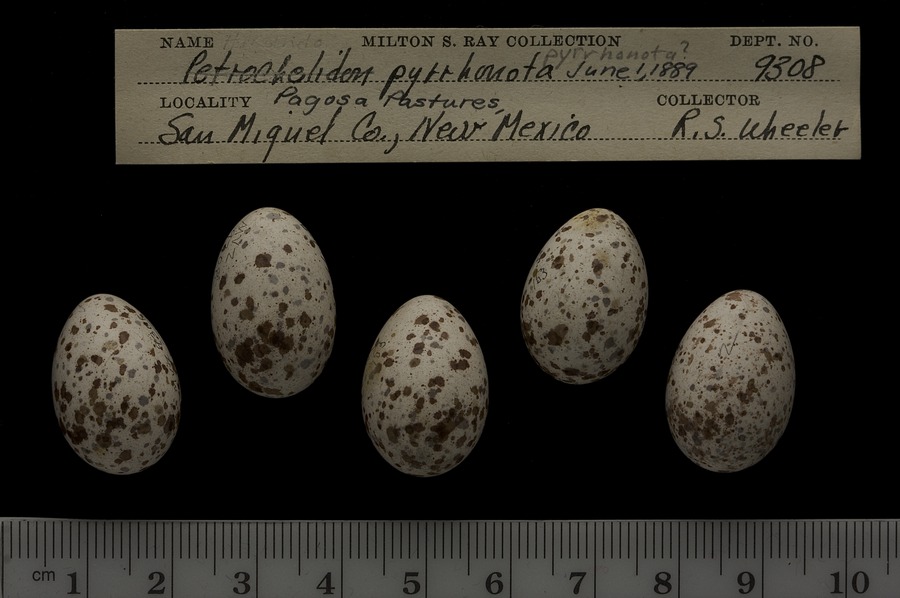 NAME MILTON S. RAY COLLECTION DEPT. NO.
pyrrhonota?
Petrochelidon pyrrhonota June 1, 1889 9308
LOCALITY Pagosa Pastures, COLLECTOR
San Miguel Co., New Mexico R.S. Wheeler
cm 1 2 3 4 5 6 7 8 9 10